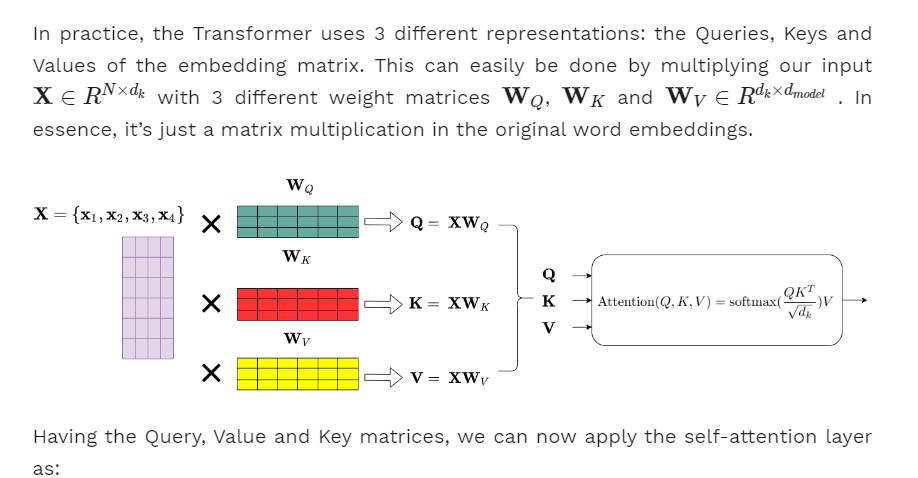 In practice, the Transformer uses 3 different representations: the Queries, Keys and
Values of the embedding matrix. This can easily be done by multiplying our input
X ∈ R^{N×d_k} with 3 different weight matrices W_Q, W_K and W_V ∈ R^{d_k×d_{model}} . In
essence, it’s just a matrix multiplication in the original word embeddings.
W_Q
X = {x_1, x_2, x_3, x_4}
Q = XW_Q
W_K
K = XW_K
W_V
V = XW_V
Q
K
V
Attention(Q, K, V) = softmax(QK^T/√d_k)V
Having the Query, Value and Key matrices, we can now apply the self-attention layer
as: